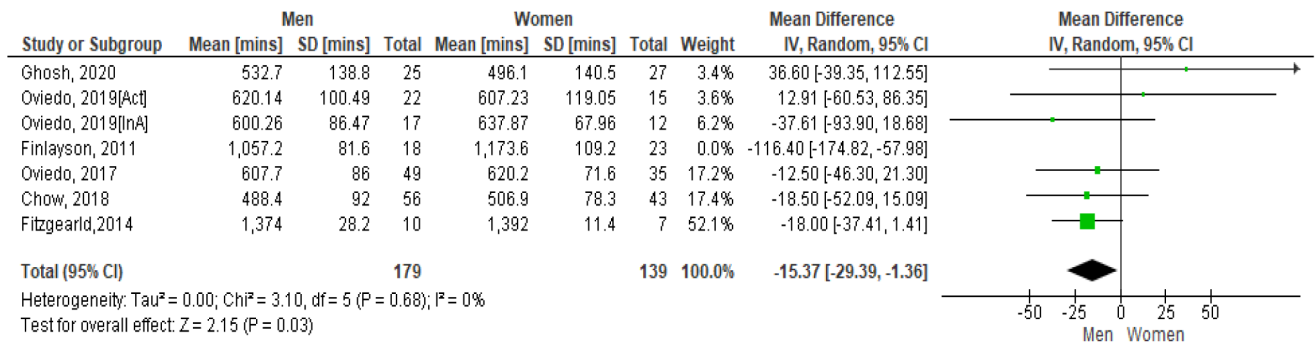 Men Women Mean Difference Mean Difference
Study or Subgroup Mean [mins] SD [mins] Total Mean [mins] SD [mins] Total Weight IV, Random, 95% CI IV, Random, 95% CI
Ghosh, 2020 532.7 138.8 25 496.1 140.5 27 3.4% 36.60 [-39.35, 112.55]
Oviedo, 2019[Act] 620.14 100.49 22 607.23 119.05 15 3.6% 12.91 [-60.53, 86.35]
Oviedo, 2019[InA] 600.26 86.47 17 637.87 67.96 12 6.2% -37.61 [-93.90, 18.68]
Finlayson, 2011 1,057.2 81.6 18 1,173.6 109.2 23 0.0% -116.40 [-174.82, -57.98]
Oviedo, 2017 607.7 86 49 620.2 71.6 35 17.2% -12.50 [-46.30, 21.30]
Chow, 2018 488.4 92 56 506.9 78.3 43 17.4% -18.50 [-52.09, 15.09]
Fitzgearld,2014 1,374 28.2 10 1,392 11.4 7 52.1% -18.00 [-37.41, 1.41]
Total (95% CI) 179 139 100.0% -15.37 [-29.39, -1.36]
Heterogeneity: Tau² = 0.00; Chi² = 3.10, df = 5 (P = 0.68); I² = 0%
Test for overall effect: Z = 2.15 (P = 0.03)
-50 -25 0 25 50
Men Women